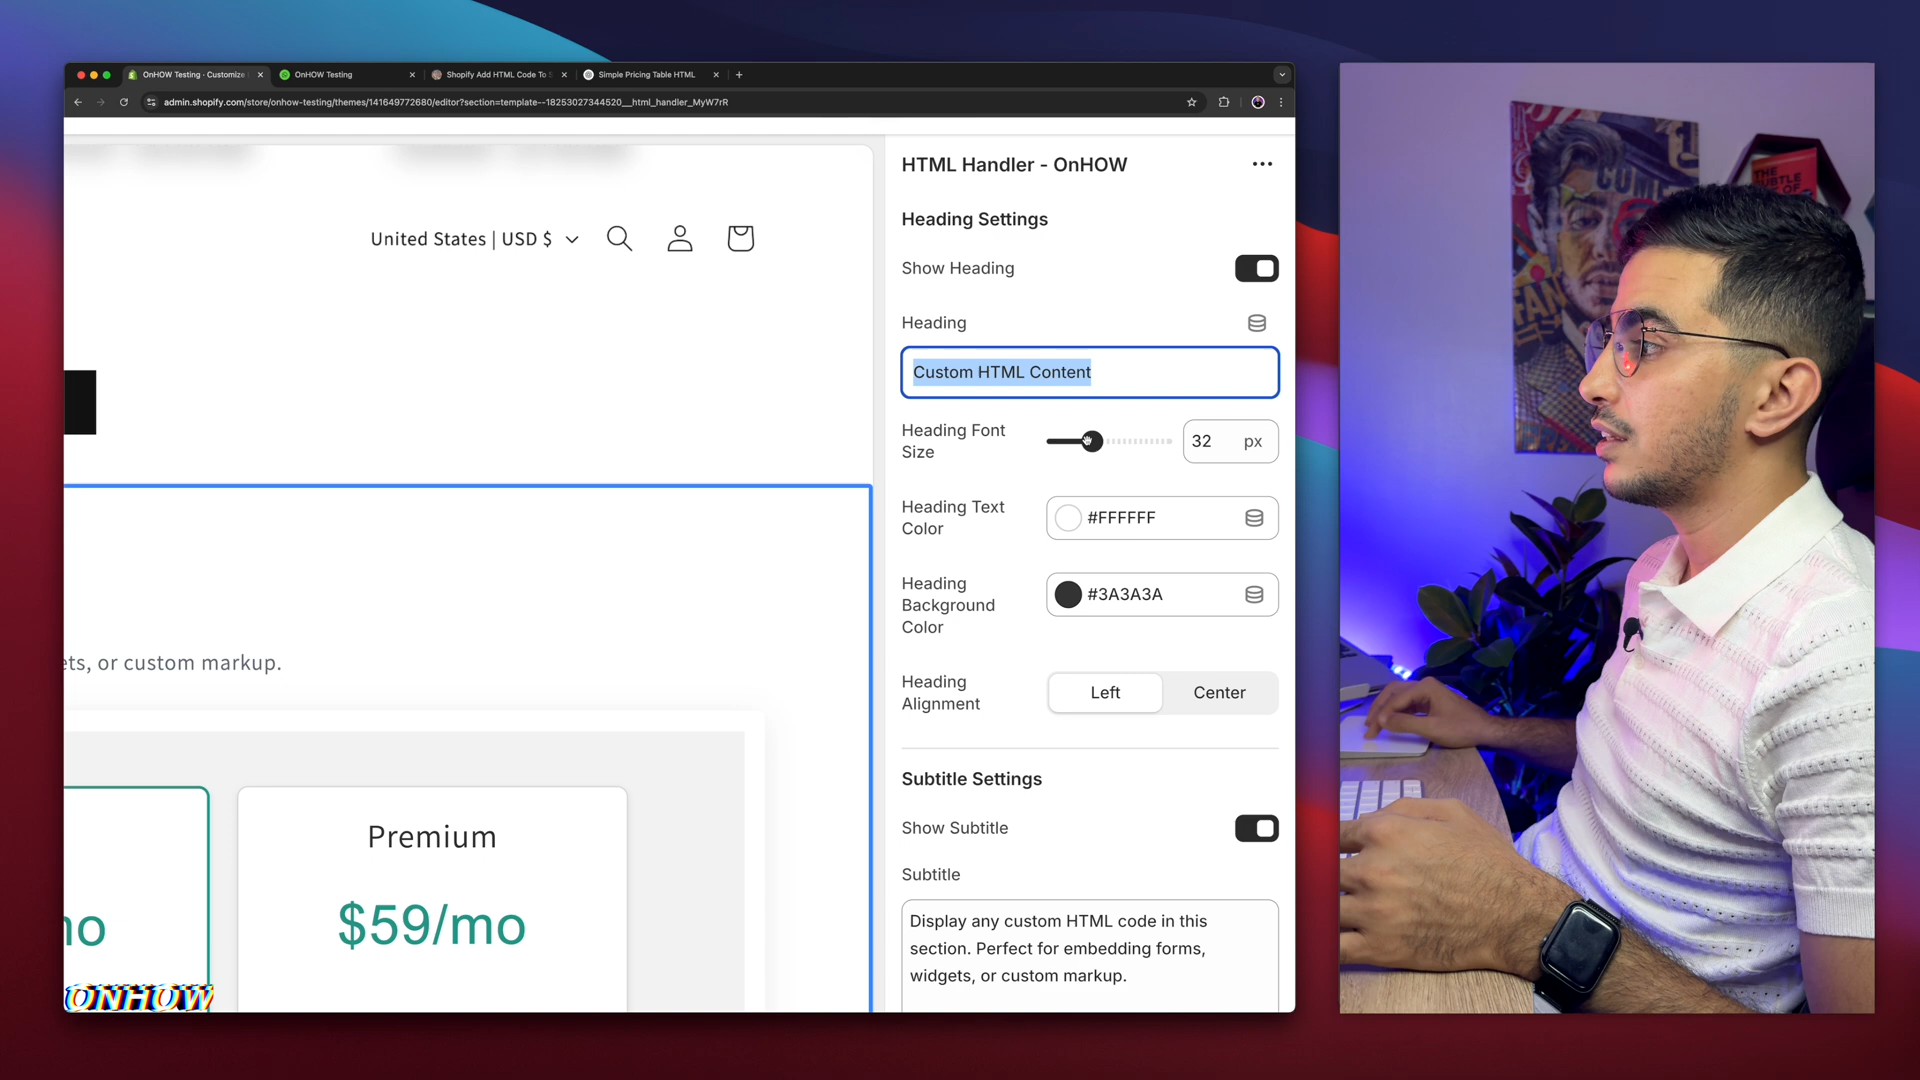 OnHOW Testing · Customize
OnHOW Testing
Shopify Add HTML Code To S
Simple Pricing Table HTML
admin.shopify.com/store/onhow-testing/themes/141649772680/editor?section=template--18253027344520__html_handler_MyW7rR
United States | USD $
ets, or custom markup.
no
Premium
$59/mo
ONHOW
HTML Handler - OnHOW
Heading Settings
Show Heading
Heading
Custom HTML Content
Heading Font
Size
32 px
Heading Text
Color
#FFFFFF
Heading
Background
Color
#3A3A3A
Heading
Alignment
Left Center
Subtitle Settings
Show Subtitle
Subtitle
Display any custom HTML code in this
section. Perfect for embedding forms,
widgets, or custom markup.
THE
SUBTLE